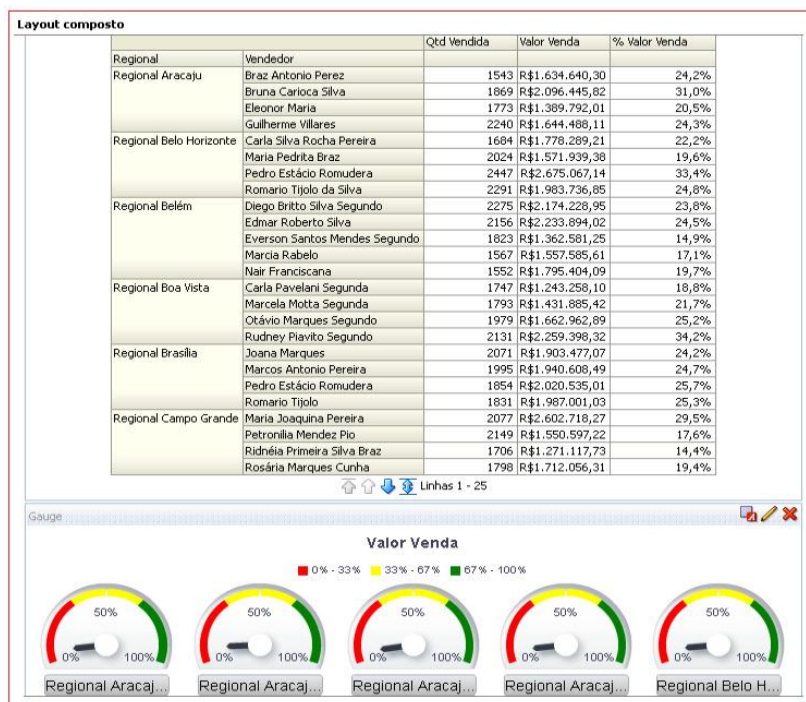 Layout composto
Qtd Vendida Valor Venda % Valor Venda
Regional Vendedor
Regional Aracaju Braz Antonio Perez 1543 R$1.634.640,30 24,2%
Bruna Carioca Silva 1869 R$2.096.445,82 31,0%
Eleonor Maria 1773 R$1.389.792,01 20,5%
Guilherme Villares 2240 R$1.644.488,11 24,3%
Regional Belo Horizonte Carla Silva Rocha Pereira 1684 R$1.778.289,21 22,2%
Maria Pedrita Braz 2024 R$1.571.939,38 19,6%
Pedro Estácio Romudera 2447 R$2.675.067,14 33,4%
Romario Tijolo da Silva 2291 R$1.983.736,85 24,8%
Regional Belém Diego Britto Silva Segundo 2275 R$2.174.228,95 23,8%
Edmar Roberto Silva 2156 R$2.233.894,02 24,5%
Everson Santos Mendes Segundo 1823 R$1.362.581,25 14,9%
Marcia Rabelo 1567 R$1.557.585,61 17,1%
Nair Franciscana 1552 R$1.795.404,09 19,7%
Regional Boa Vista Carla Pavelani Segunda 1747 R$1.243.258,10 18,8%
Marcela Motta Segunda 1793 R$1.431.885,42 21,7%
Otávio Marques Segundo 1979 R$1.662.962,89 25,2%
Rudney Piavito Segundo 2131 R$2.259.398,32 34,2%
Regional Brasília Joana Marques 2071 R$1.903.477,07 24,2%
Marcos Antonio Pereira 1995 R$1.940.608,49 24,7%
Pedro Estácio Romudera 1854 R$2.020.535,01 25,7%
Romario Tijolo 1831 R$1.987.001,03 25,3%
Regional Campo Grande Maria Joaquina Pereira 2077 R$2.602.718,27 29,5%
Petronilia Mendez Pio 2149 R$1.550.597,22 17,6%
Ridnéia Primeira Silva Braz 1706 R$1.271.117,73 14,4%
Rosária Marques Cunha 1798 R$1.712.056,31 19,4%
Linhas 1 - 25
Gauge
Valor Venda
0% - 33% 33% - 67% 67% - 100%
50% 50% 50% 50% 50%
0% 100% 0% 100% 0% 100% 0% 100% 0% 100%
Regional Aracaj... Regional Aracaj... Regional Aracaj... Regional Aracaj... Regional Belo H...